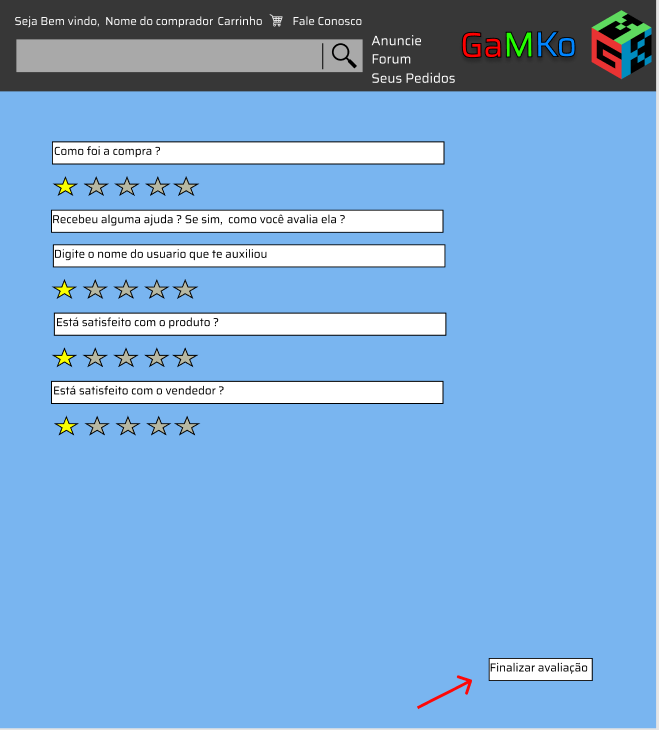 Seja Bem vindo, Nome do comprador Carrinho Fale Conosco
Anuncie
Forum
Seus Pedidos
GaMKo
Como foi a compra ?
Recebeu alguma ajuda ? Se sim, como você avalia ela ?
Digite o nome do usuario que te auxiliou
Está satisfeito com o produto ?
Está satisfeito com o vendedor ?
Finalizar avaliação